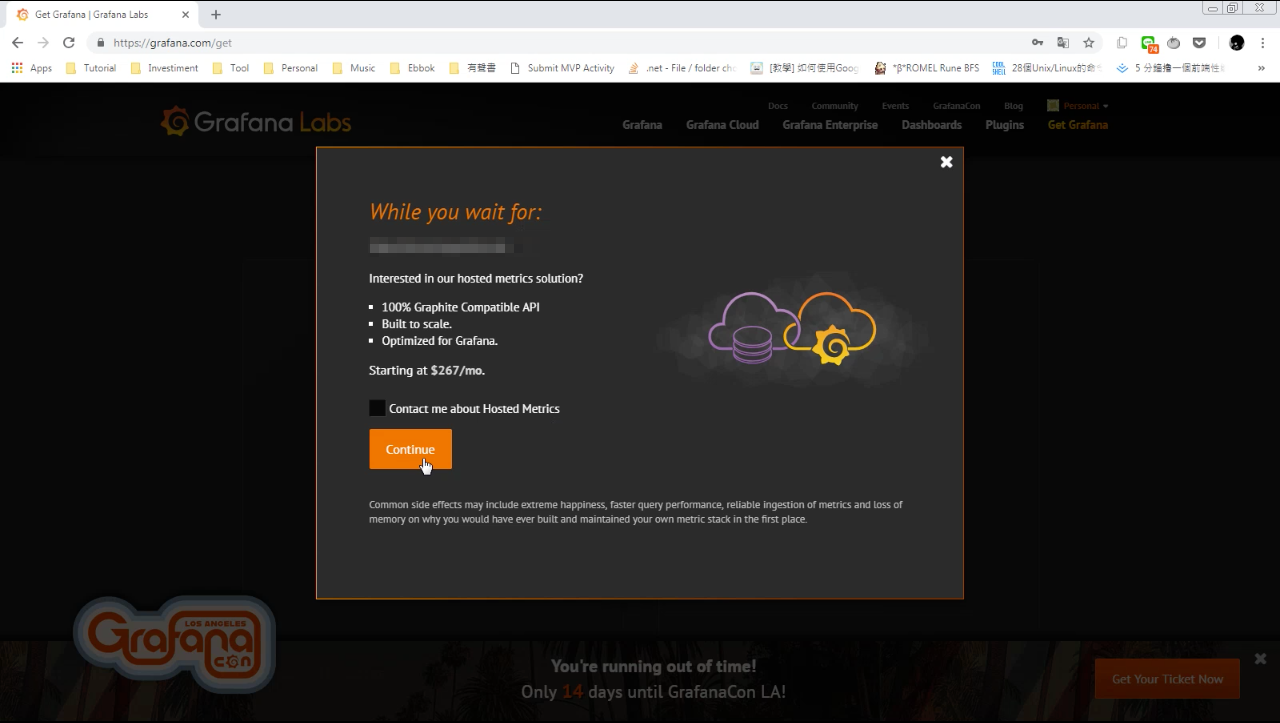 Get Grafana | Grafana Labs
https://grafana.com/get
74
Apps Tutorial Investiment Tool Personal Music Ebbok 有聲書 Submit MVP Activity .net - File / folder cho [教學] 如何使用Goog *β*ROMEL Rune BFS COOL SHELL 28個Unix/Linux的命令 5 分鐘擼一個前端性 »
Grafana Labs
Docs Community Events GrafanaCon Blog Personal
Grafana Grafana Cloud Grafana Enterprise Dashboards Plugins Get Grafana
While you wait for:
Interested in our hosted metrics solution?
100% Graphite Compatible API
Built to scale.
Optimized for Grafana.
Starting at $267/mo.
Contact me about Hosted Metrics
Continue
Common side effects may include extreme happiness, faster query performance, reliable ingestion of metrics and loss of
memory on why you would have ever built and maintained your own metric stack in the first place.
LOS ANGELES
Grafana
con
You're running out of time!
Only 14 days until GrafanaCon LA!
Get Your Ticket Now